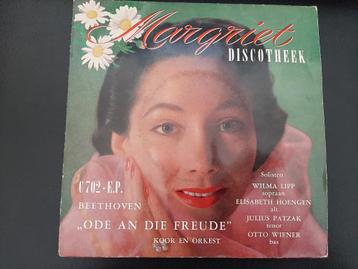 Margriet
DISCOTHEEK
U 702 - E.P.
BEETHOVEN
„ODE AN DIE FREUDE”
KOOR EN ORKEST
Solisten
WILMA LIPP
sopraan
ELISABETH HOENGEN
alt
JULIUS PATZAK
tenor
OTTO WIENER
bas